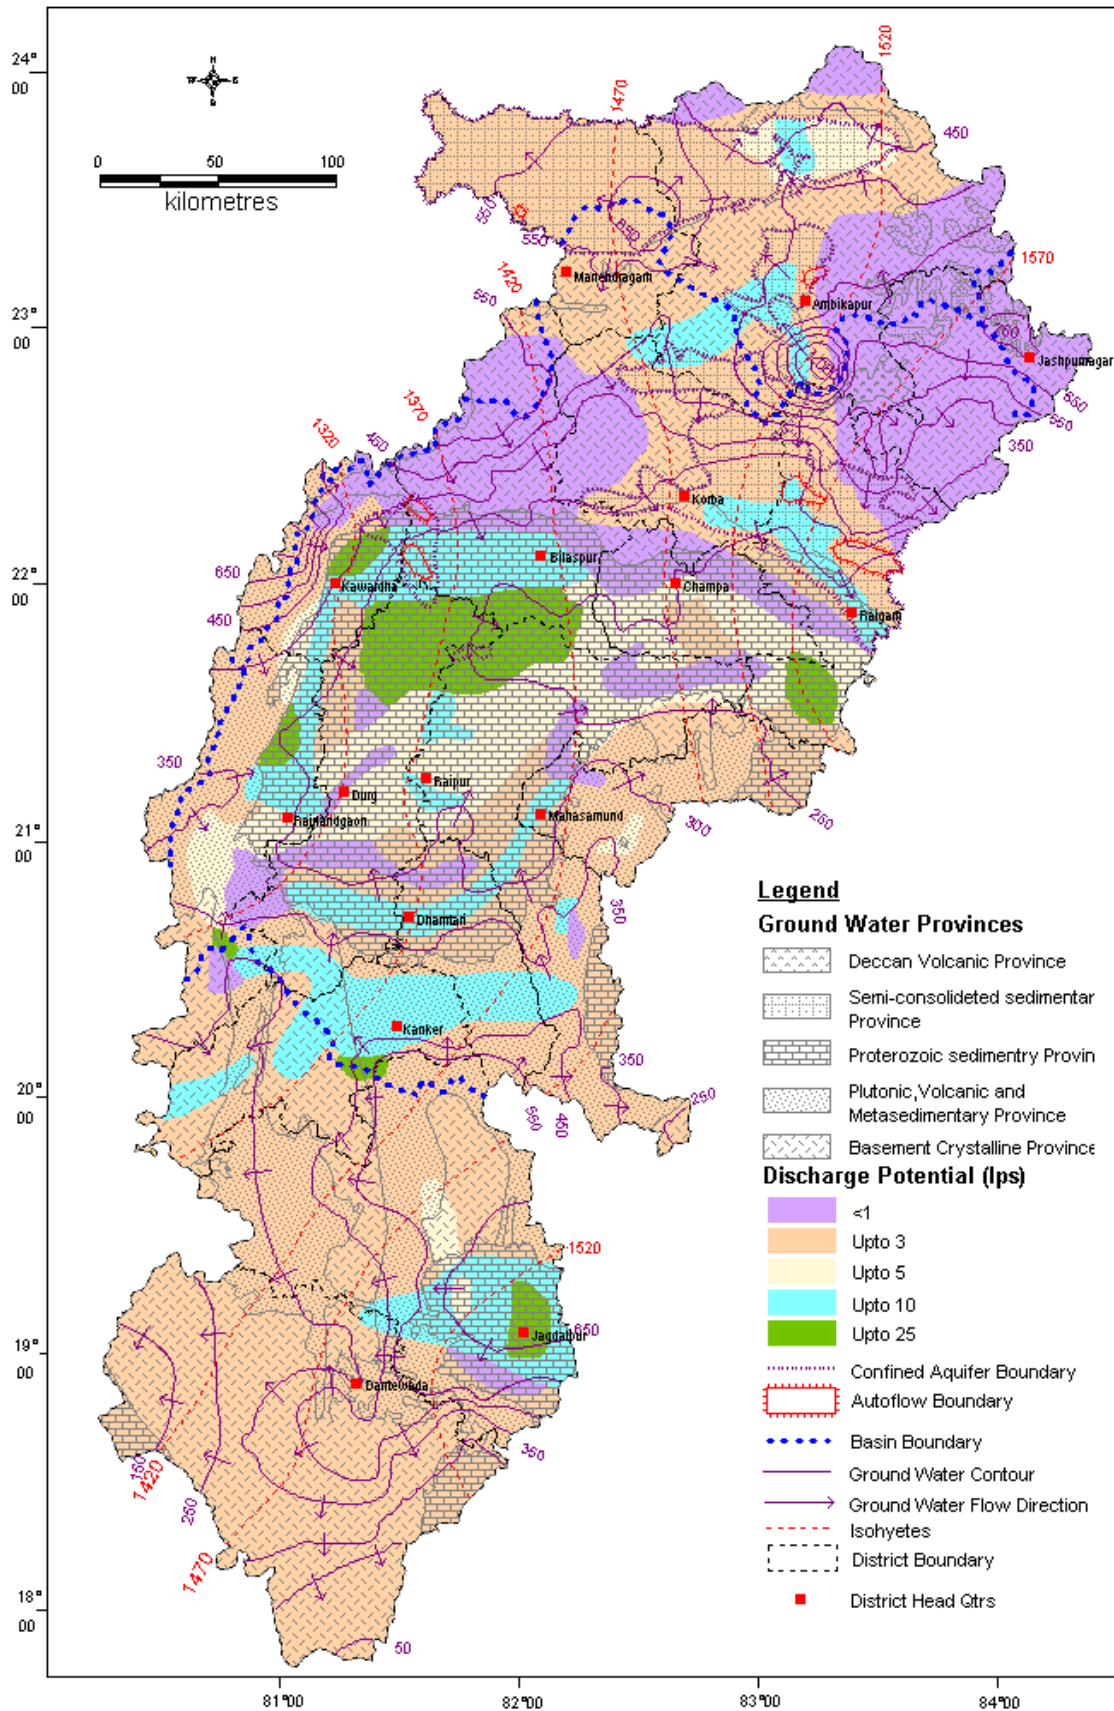 1520
24° 00
N
W E
S
1470
450
0 50 100
kilometres
550
550
850
1570
Manendragarh
1420
Ambikapur
23° 00
550
Jashpurnagar
650
550
1370
350
1320
450
Korba
Bilaspur
650
22° 00
Kawardha
Champa
450
Raigarh
350
Raipur
Durg
250
Rajnandgaon
Mahasamund
300
21° 00
Legend
Ground Water Provinces
350
Dhamtari
Deccan Volcanic Province
Semi-consolideted sedimentar
Province
Kanker
Proterozoic sedimentry Provin
350
20° 00
Plutonic,Volcanic and
Metasedimentary Province
250
550
450
Basement Crystalline Province
Discharge Potential (lps)
<1
Upto 3
1520
Upto 5
Upto 10
Jagdalpur
650
Upto 25
19° 00
Confined Aquifer Boundary
Dantewada
Autoflow Boundary
Basin Boundary
350
150
1420
Ground Water Contour
250
Ground Water Flow Direction
Isohyetes
1470
District Boundary
18° 00
District Head Qtrs
50
81°00 82°00 83°00 84°00